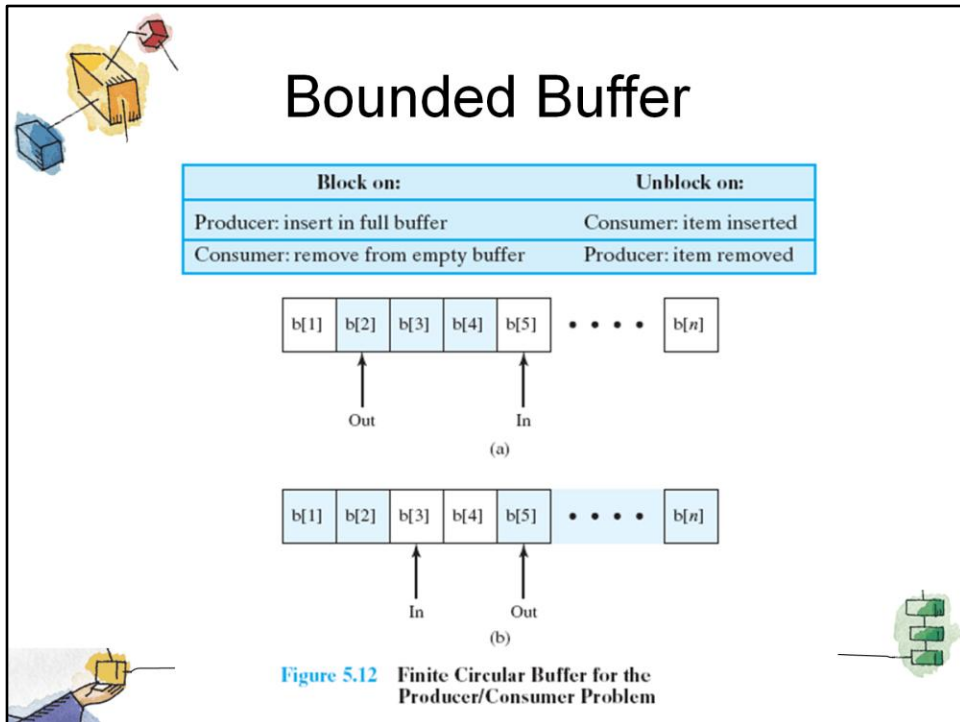 Bounded Buffer
Block on: Unblock on:
Producer: insert in full buffer Consumer: item inserted
Consumer: remove from empty buffer Producer: item removed
b[1] b[2] b[3] b[4] b[5] • • • • b[n]
Out In
(a)
b[1] b[2] b[3] b[4] b[5] • • • • b[n]
In Out
(b)
Figure 5.12 Finite Circular Buffer for the
Producer/Consumer Problem